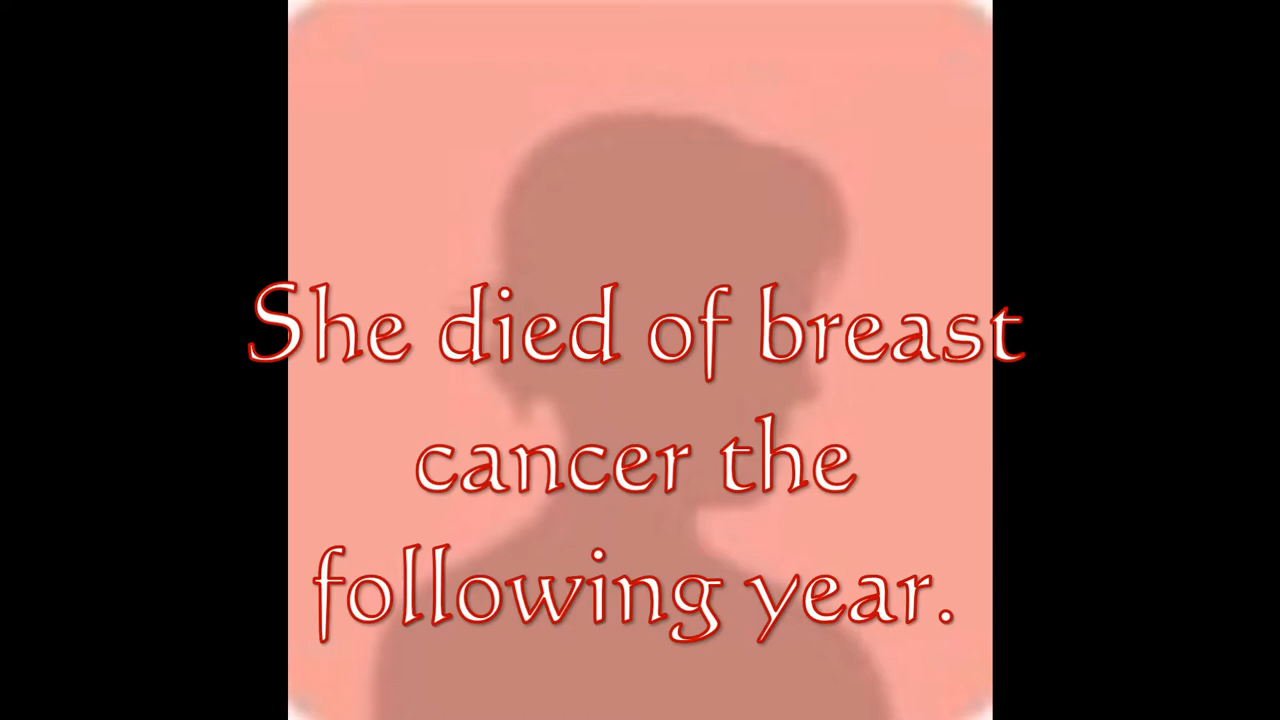 She died of breast
cancer the
following year.